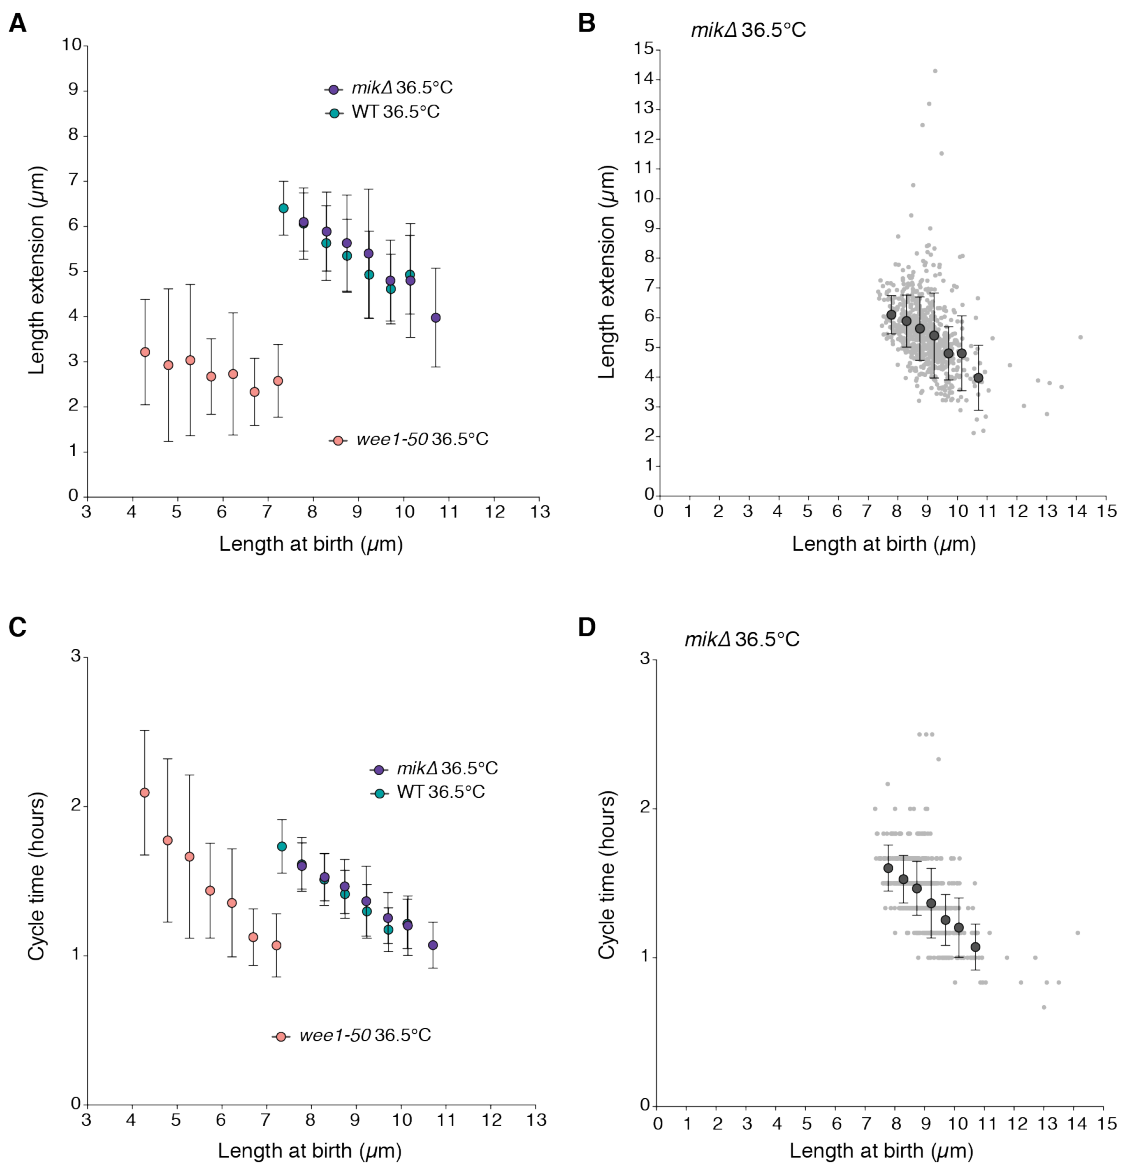 A
10
9
8
7
6
5
4
3
2
1
0
3 4 5 6 7 8 9 10 11 12 13
Length extension (µm)
Length at birth (µm)
mikΔ 36.5°C
WT 36.5°C
wee1-50 36.5°C
B
mikΔ 36.5°C
15
14
13
12
11
10
9
8
7
6
5
4
3
2
1
0
0 1 2 3 4 5 6 7 8 9 10 11 12 13 14 15
Length extension (µm)
Length at birth (µm)
C
3
2
1
0
3 4 5 6 7 8 9 10 11 12 13
Cycle time (hours)
Length at birth (µm)
mikΔ 36.5°C
WT 36.5°C
wee1-50 36.5°C
D
mikΔ 36.5°C
3
2
1
0
0 1 2 3 4 5 6 7 8 9 10 11 12 13 14 15
Cycle time (hours)
Length at birth (µm)